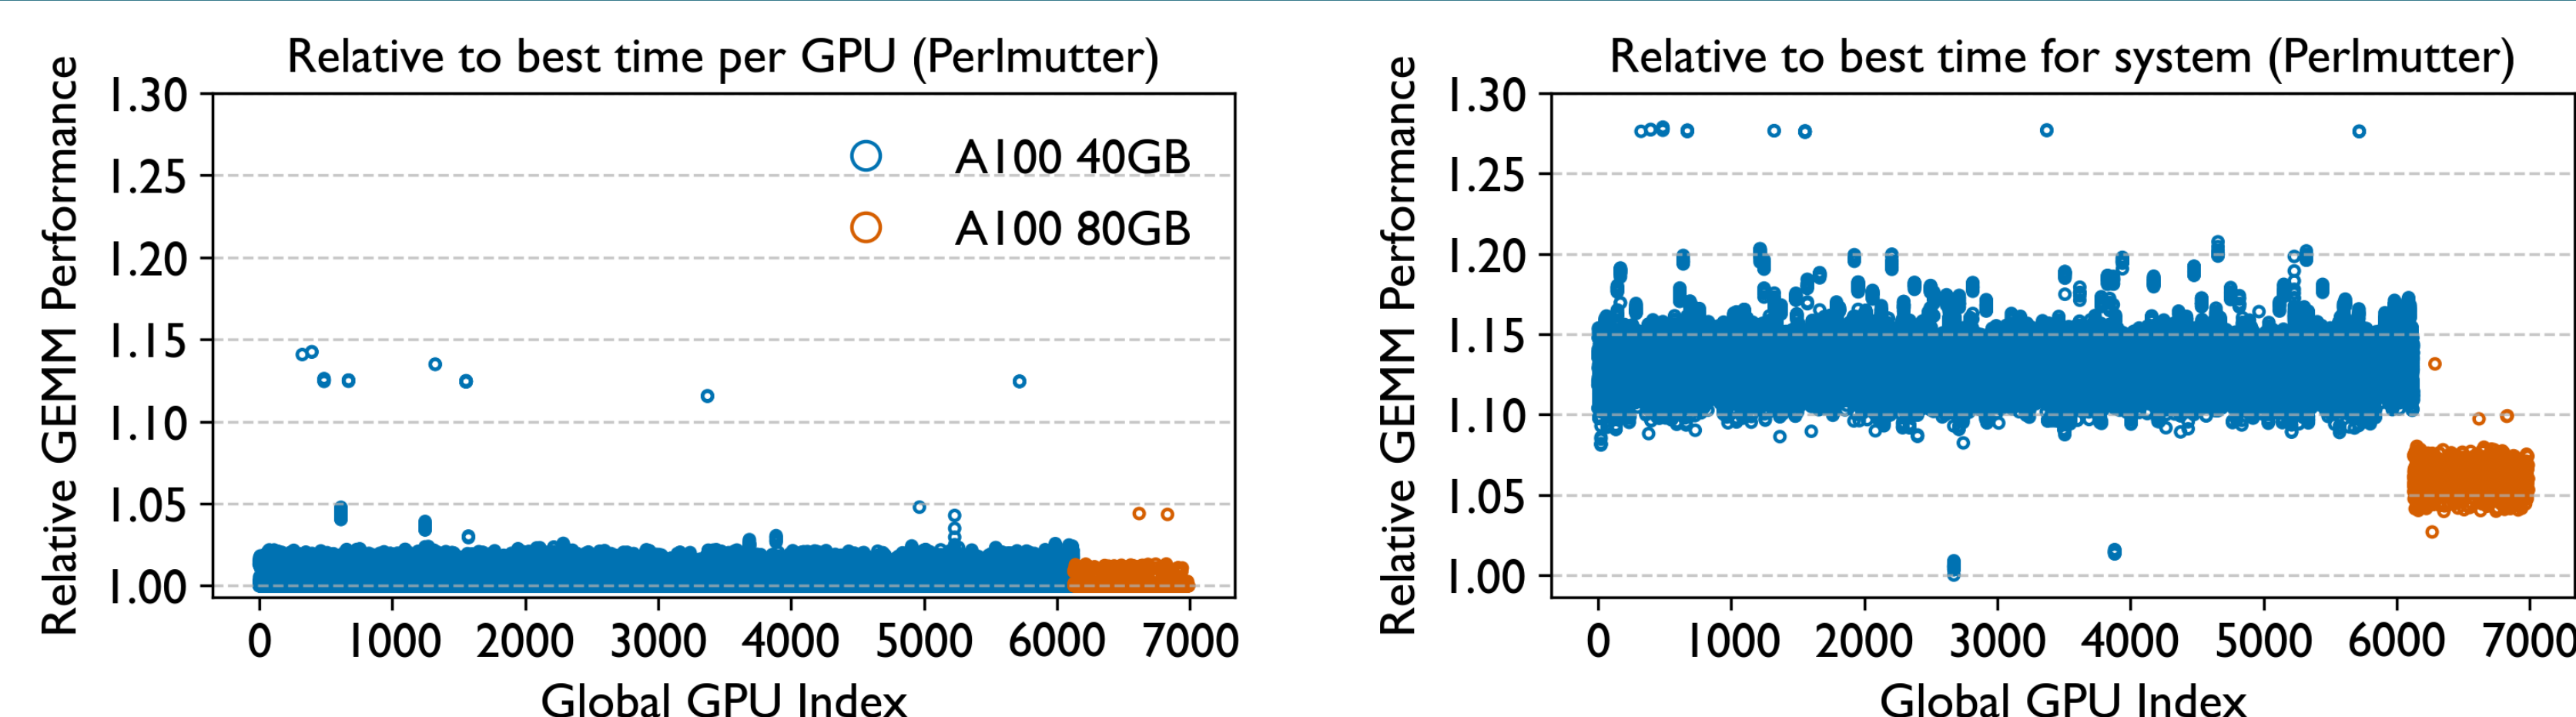 Relative to best time per GPU (Perlmutter)
Relative GEMM Performance
1.30
1.25
1.20
1.15
1.10
1.05
1.00
A100 40GB
A100 80GB
0 1000 2000 3000 4000 5000 6000 7000
Global GPU Index
Relative to best time for system (Perlmutter)
Relative GEMM Performance
1.30
1.25
1.20
1.15
1.10
1.05
1.00
0 1000 2000 3000 4000 5000 6000 7000
Global GPU Index